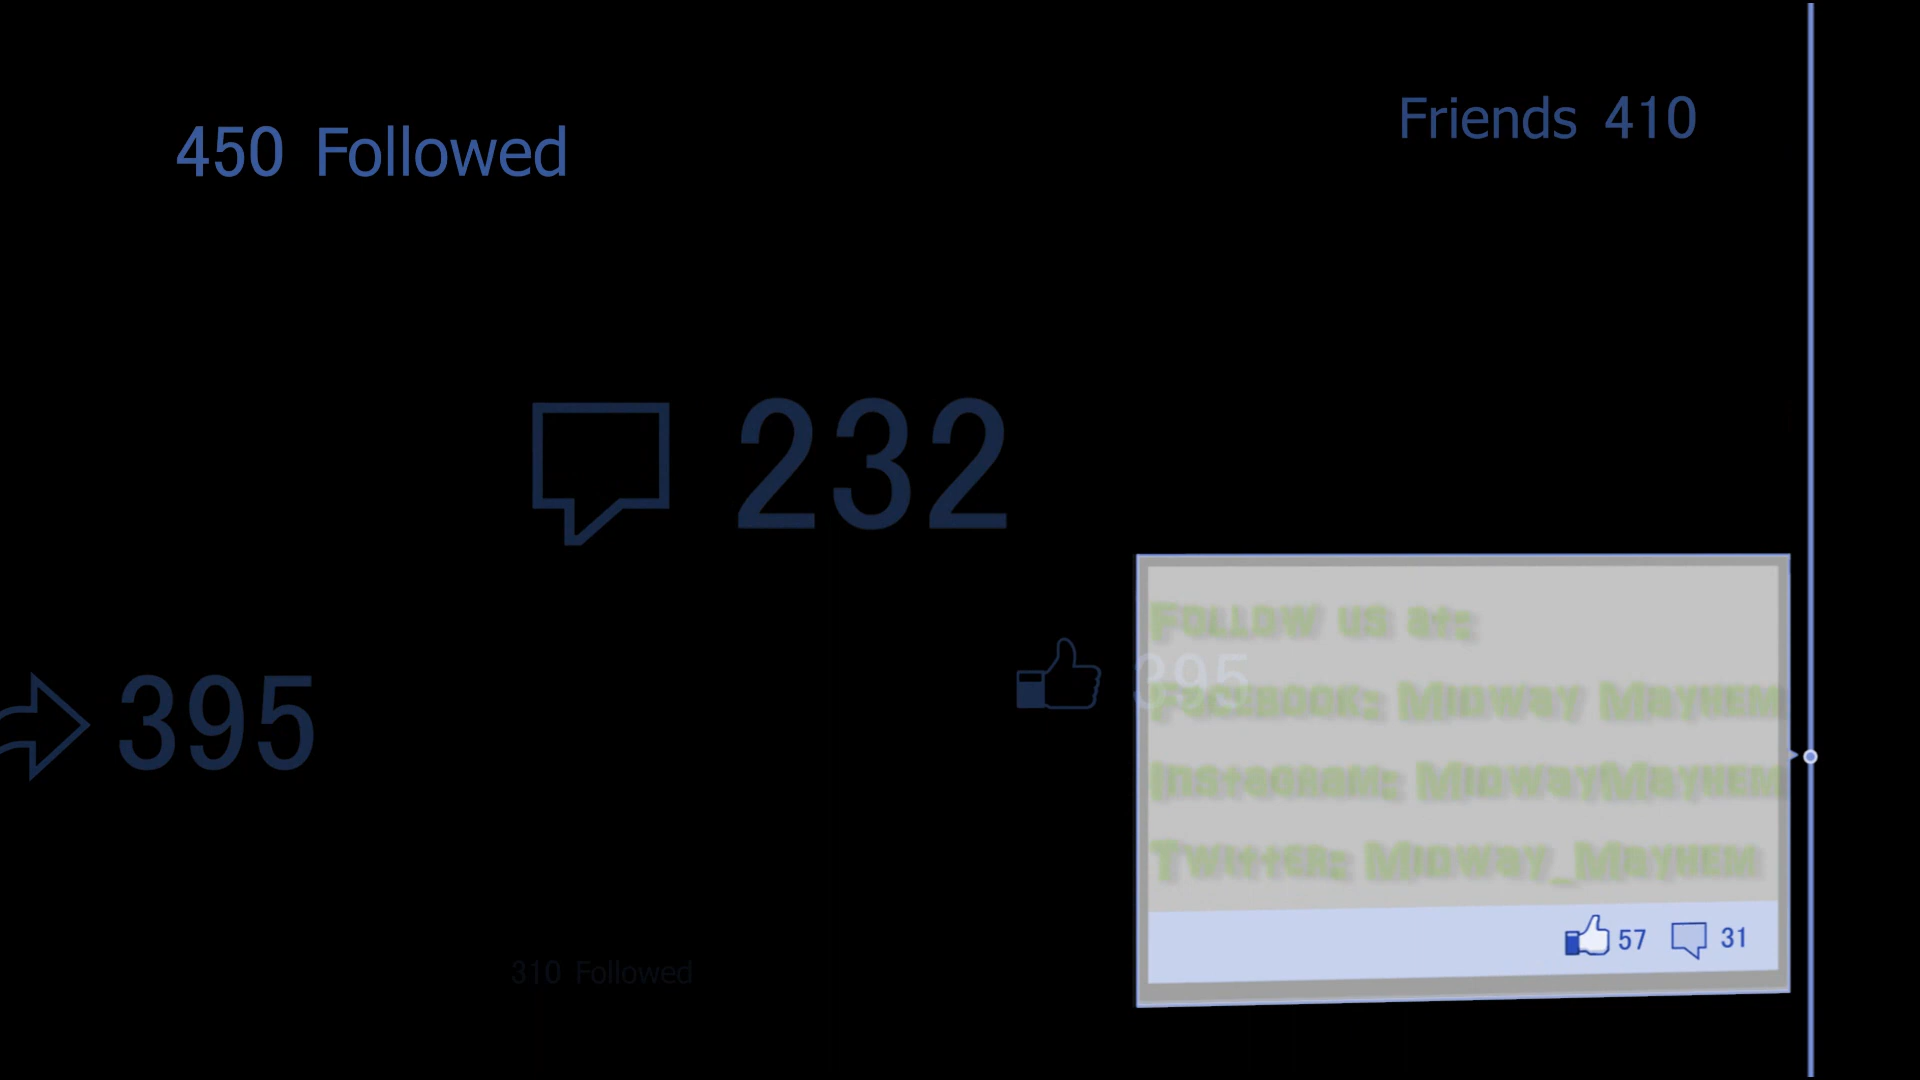 450 Followed
Friends 410
232
395
395
Follow us at:
Facebook: Midway Mayhem
Instagram: MidwayMayhem
Twitter: Midway_Mayhem
57 31
310 Followed